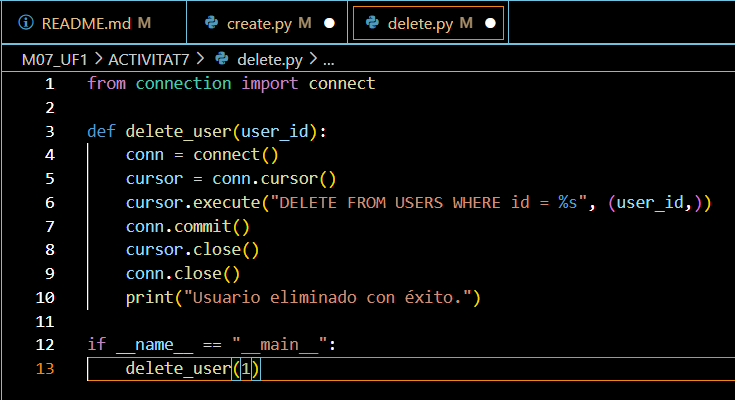 README.md M create.py M delete.py M
M07_UF1 > ACTIVITAT7 > delete.py > ...
1 from connection import connect
2
3 def delete_user(user_id):
4     conn = connect()
5     cursor = conn.cursor()
6     cursor.execute("DELETE FROM USERS WHERE id = %s", (user_id,))
7     conn.commit()
8     cursor.close()
9     conn.close()
10     print("Usuario eliminado con éxito.")
11
12 if __name__ == "__main__":
13     delete_user(1)